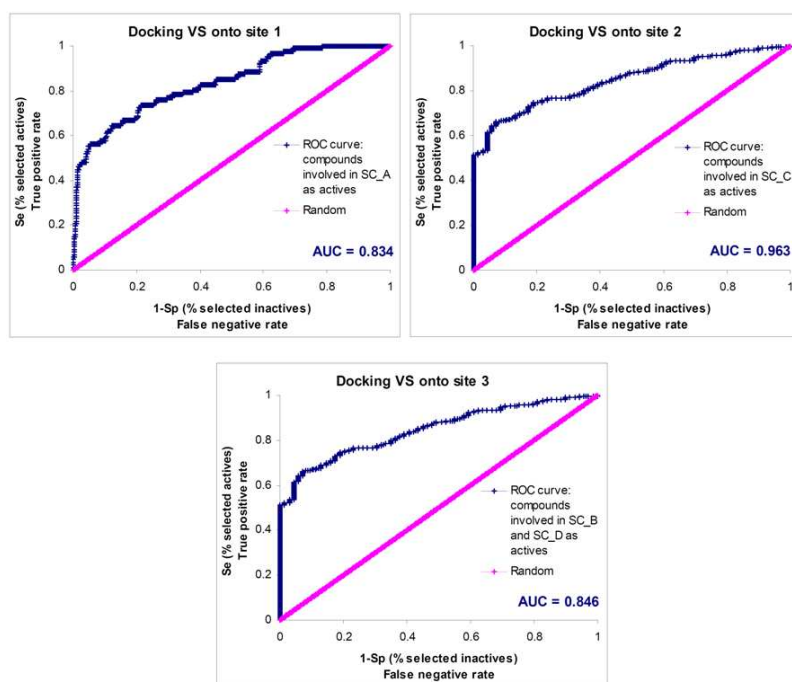 Docking VS onto site 1
Se (% selected actives)
True positive rate
1
0.8
0.6
0.4
0.2
0
0
0.2
0.4
0.6
0.8
1
ROC curve:
compounds
involved in SC_A
as actives
Random
AUC = 0.834
1-Sp (% selected inactives)
False negative rate
Docking VS onto site 2
Se (% selected actives)
True positive rate
1
0.8
0.6
0.4
0.2
0
0
0.2
0.4
0.6
0.8
1
ROC curve:
compounds
involved in SC_C
as actives
Random
AUC = 0.963
1-Sp (% selected inactives)
False negative rate
Docking VS onto site 3
Se (% selected actives)
True positive rate
1
0.8
0.6
0.4
0.2
0
0
0.2
0.4
0.6
0.8
1
ROC curve:
compounds
involved in SC_B
and SC_D as
actives
Random
AUC = 0.846
1-Sp (% selected inactives)
False negative rate